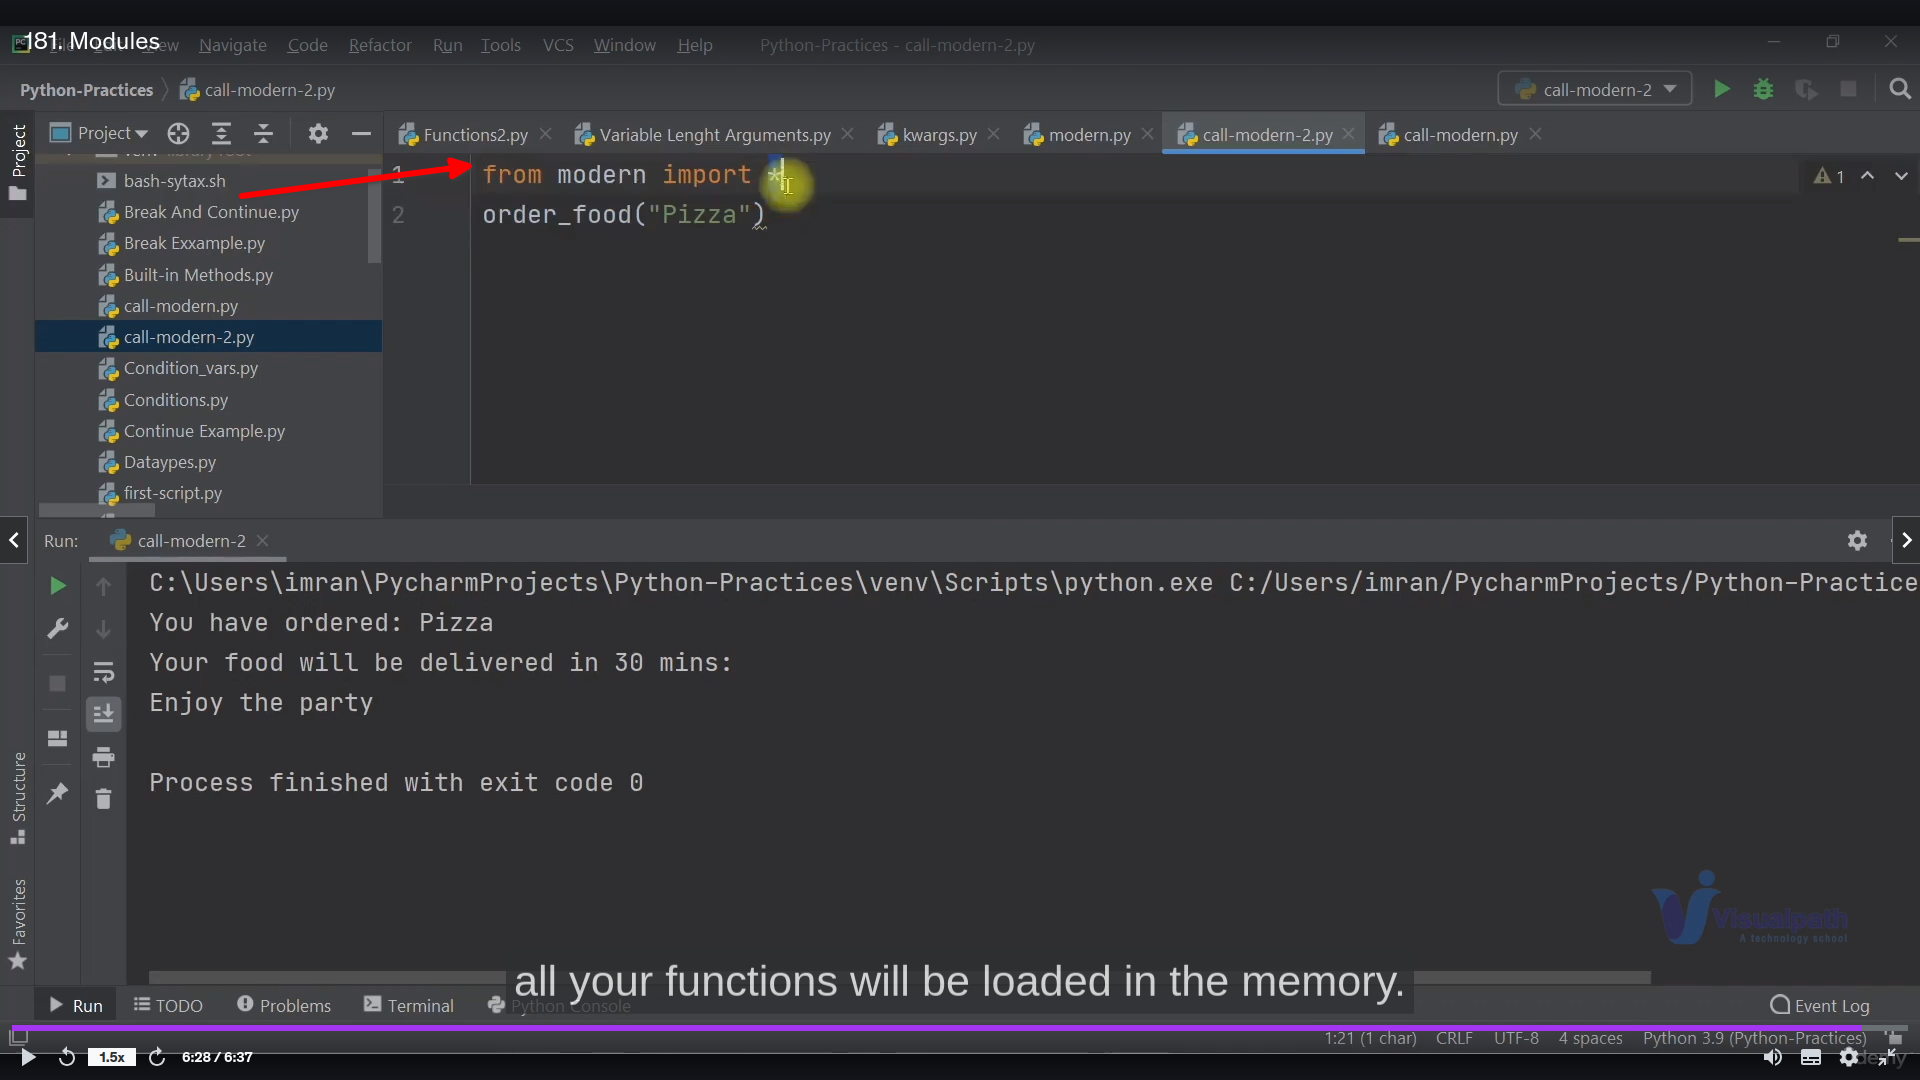 181. Modules
View Navigate Code Refactor Run Tools VCS Window Help Python-Practices - call-modern-2.py
Python-Practices call-modern-2.py
call-modern-2
Project
Functions2.py Variable Lenght Arguments.py kwargs.py modern.py call-modern-2.py call-modern.py
Project
bash-sytax.sh
Break And Continue.py
Break Exxample.py
Built-in Methods.py
call-modern.py
call-modern-2.py
Condition_vars.py
Conditions.py
Continue Example.py
Dataypes.py
first-script.py
1 from modern import *
2 order_food("Pizza")
1
Run: call-modern-2
C:\Users\imran\PycharmProjects\Python-Practices\venv\Scripts\python.exe C:/Users/imran/PycharmProjects/Python-Practice
You have ordered: Pizza
Your food will be delivered in 30 mins:
Enjoy the party
Process finished with exit code 0
Structure
Favorites
Visualpath
A technology school
all your functions will be loaded in the memory.
Run TODO Problems Terminal Python Console Event Log
1:21 (1 char) CRLF UTF-8 4 spaces Python 3.9 (Python-Practices)
1.5x 6:28 / 6:37